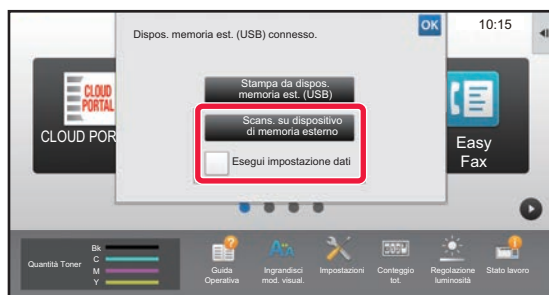 Dispos. memoria est. (USB) connesso.
OK
10:15
Stampa da dispos.
memoria est. (USB)
Scans. su dispositivo
di memoria esterno
Esegui impostazione dati
CLOUD
PORTAL
CLOUD POR
Easy
Fax
Quantità Toner
Bk
C
M
Y
Guida
Operativa
Ingrandisci
mod. visual.
Impostazioni
Conteggio
tot.
Regolazione
luminosità
Stato lavoro